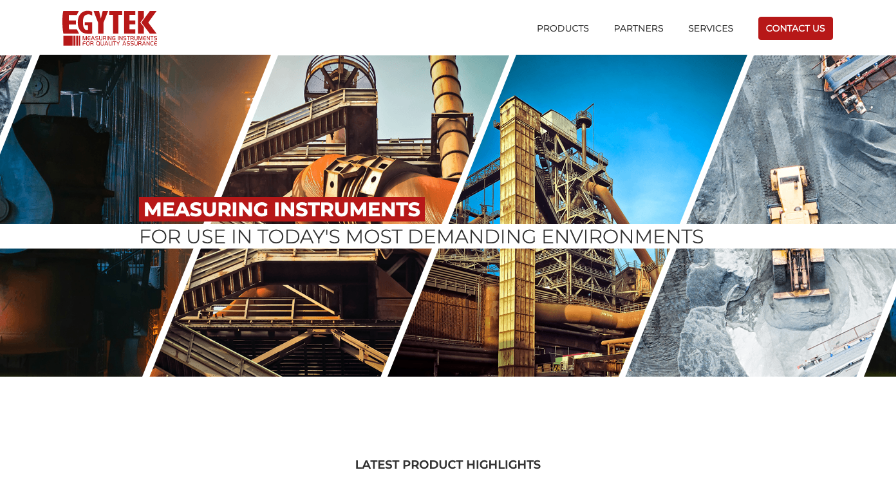 EGYTEK
MEASURING INSTRUMENTS
FOR QUALITY ASSURANCE
PRODUCTS
PARTNERS
SERVICES
CONTACT US
MEASURING INSTRUMENTS
FOR USE IN TODAY'S MOST DEMANDING ENVIRONMENTS
LATEST PRODUCT HIGHLIGHTS